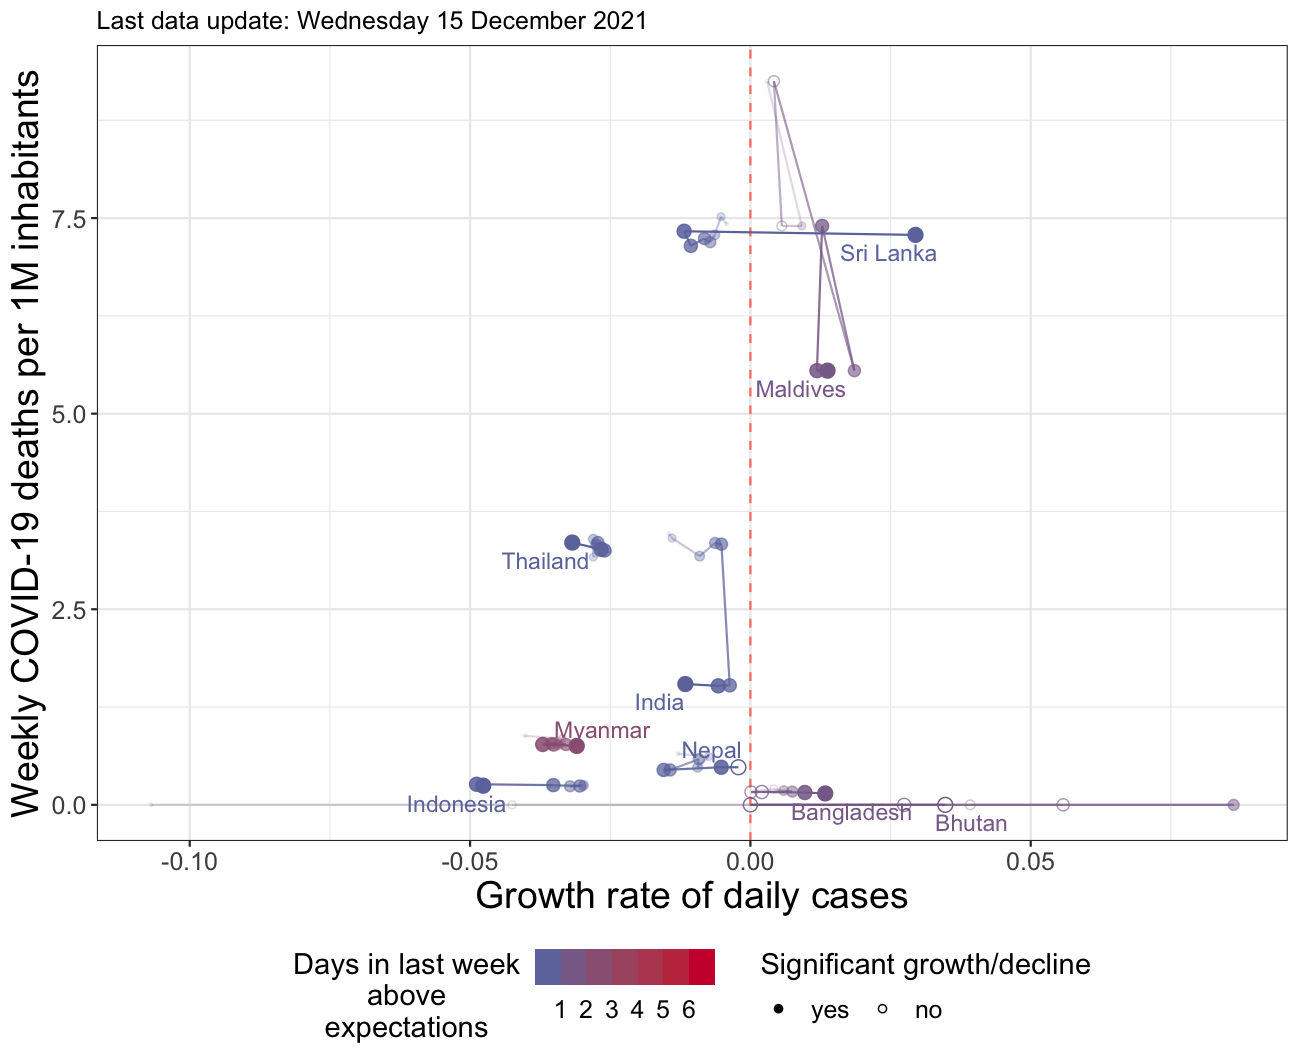 Last data update: Wednesday 15 December 2021
Weekly COVID-19 deaths per 1M inhabitants
7.5
5.0
2.5
0.0
Sri Lanka
Maldives
Thailand
India
Myanmar
Nepal
Indonesia
Bangladesh
Bhutan
-0.10
-0.05
0.00
0.05
Growth rate of daily cases
Days in last week
above
expectations
1 2 3 4 5 6
Significant growth/decline
yes
no